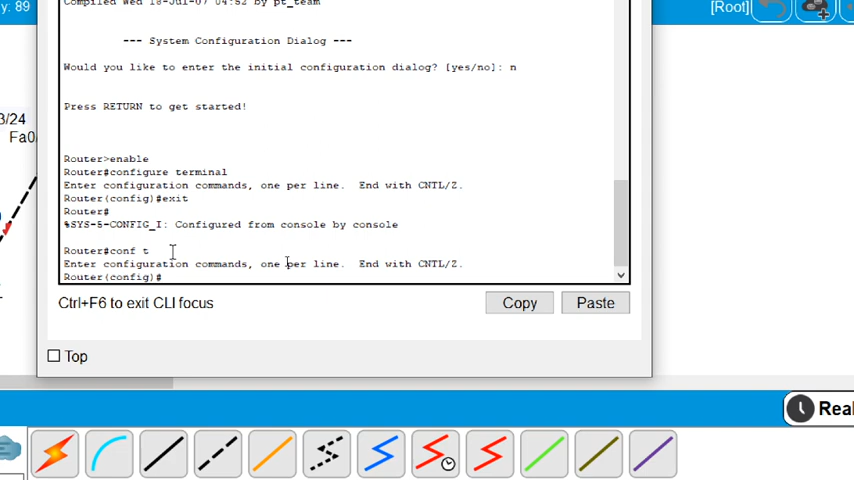 y: 89
[Root]
Compiled Wed 18-Jul-07 04:52 by pt_team
--- System Configuration Dialog ---
Would you like to enter the initial configuration dialog? [yes/no]: n
Press RETURN to get started!
3/24
Fa0/
Router>enable
Router#configure terminal
Enter configuration commands, one per line.  End with CNTL/Z.
Router(config)#exit
Router#
%SYS-5-CONFIG_I: Configured from console by console
Router#conf t
Enter configuration commands, one per line.  End with CNTL/Z.
Router(config)#
Ctrl+F6 to exit CLI focus
Copy
Paste
Top
Real